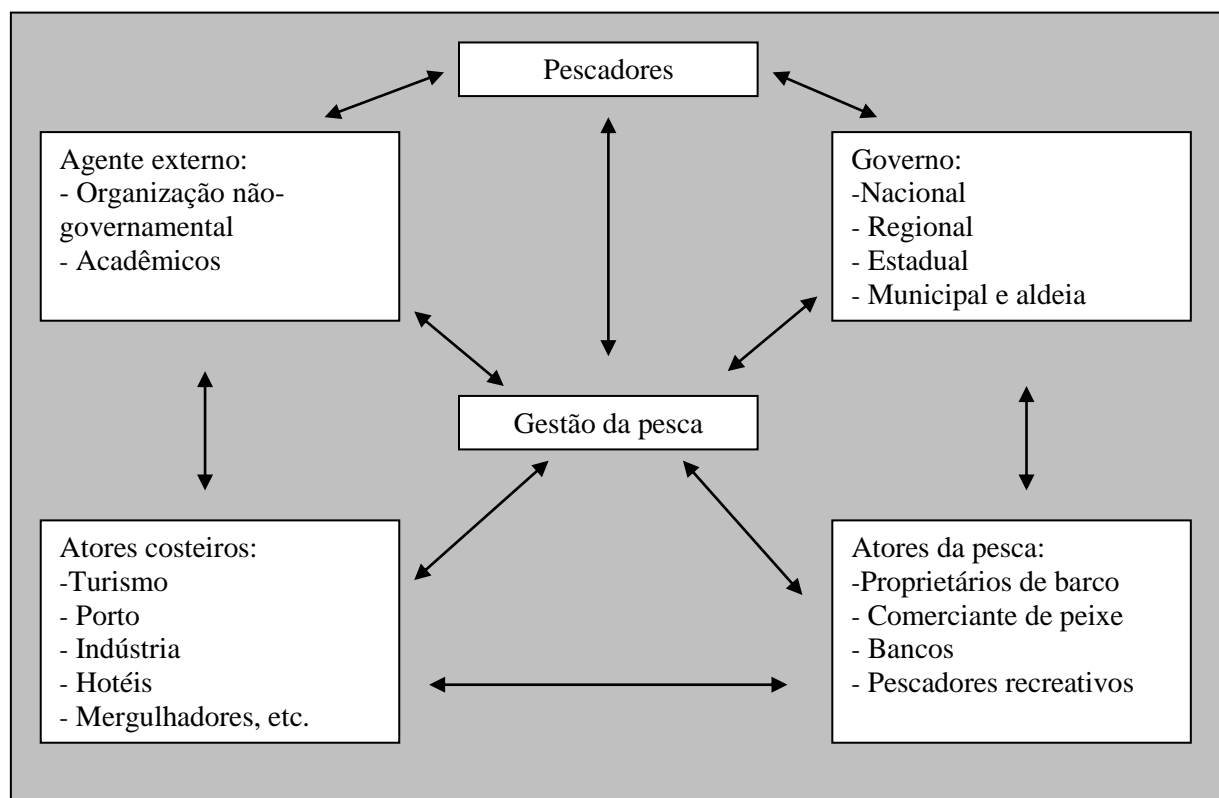 Pescadores
Agente externo:
- Organização não-
governamental
- Acadêmicos
Governo:
-Nacional
- Regional
- Estadual
- Municipal e aldeia
Gestão da pesca
Atores costeiros:
-Turismo
- Porto
- Indústria
- Hotéis
- Mergulhadores, etc.
Atores da pesca:
-Proprietários de barco
- Comerciante de peixe
- Bancos
- Pescadores recreativos